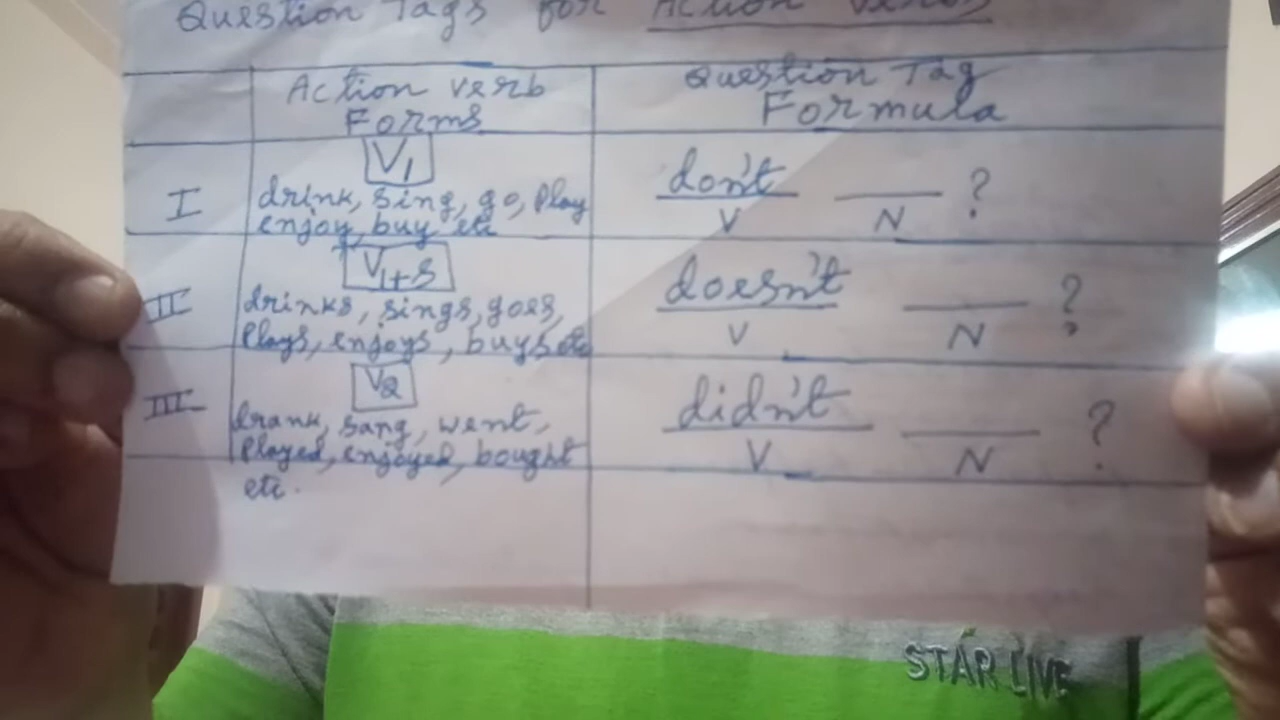 Question Tags for Action Verbs
Action verb
Forms
Question Tag
Formula
I
V1
drink, sing, go, Play
enjoy, buy etc
don't ?
V N
II
V1+s
drinks, sings, goes,
Plays, enjoys, buys etc
doesn't ?
V N
III
V2
drank, sang, went,
Played, enjoyed, bought
etc.
didn't ?
V N
STAR LIVE